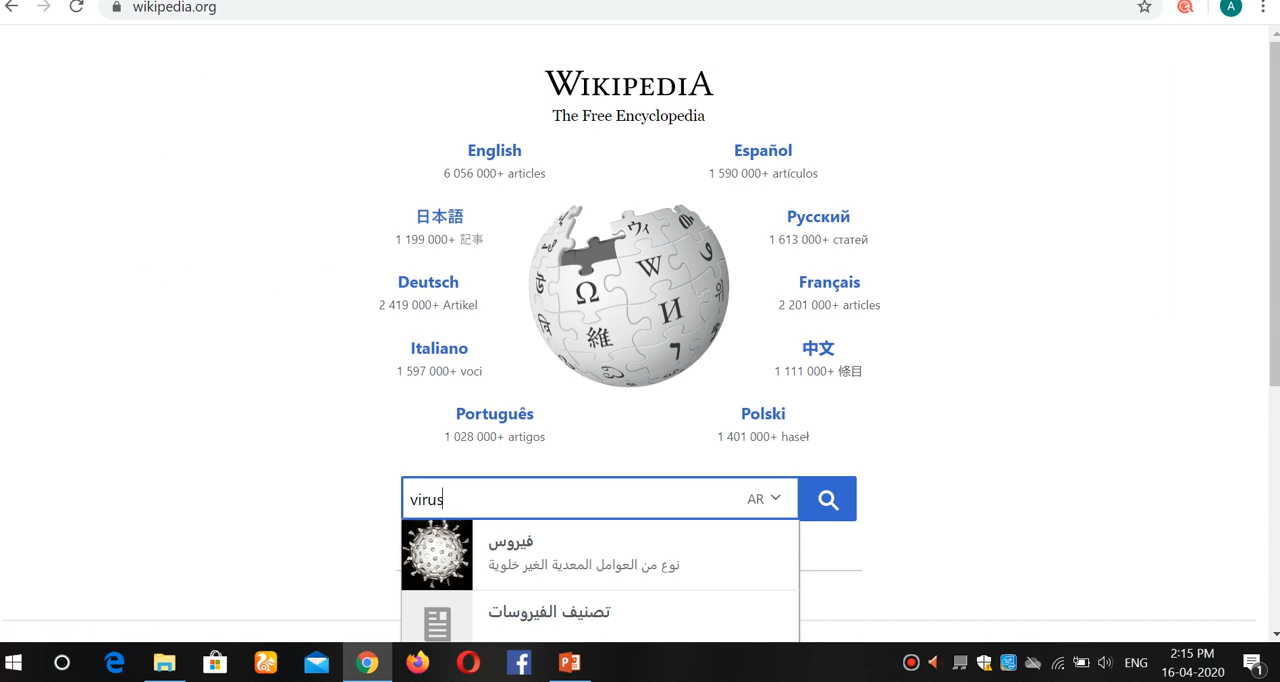 wikipedia.org
A
WIKIPEDIA
The Free Encyclopedia
English
6 056 000+ articles
Español
1 590 000+ artículos
日本語
1 199 000+ 記事
Русский
1 613 000+ статей
Deutsch
2 419 000+ Artikel
Français
2 201 000+ articles
Italiano
1 597 000+ voci
中文
1 111 000+ 條目
Português
1 028 000+ artigos
Polski
1 401 000+ haseł
Ω
W
И
維
ウィ
virus
AR
فيروس
نوع من العوامل المعدية الغير خلوية
تصنيف الفيروسات
ENG
2:15 PM
16-04-2020
1